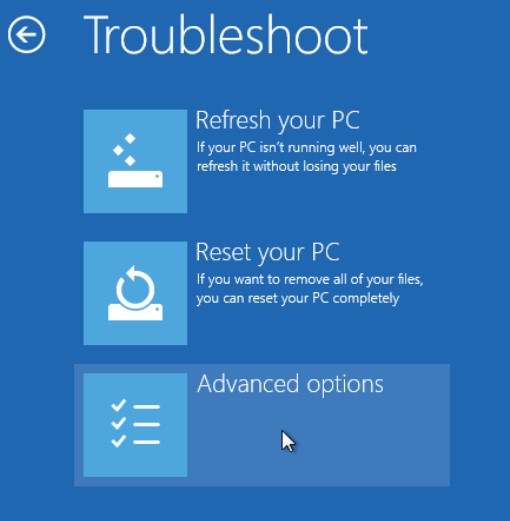 Troubleshoot
Refresh your PC
If your PC isn't running well, you can
refresh it without losing your files
Reset your PC
If you want to remove all of your files,
you can reset your PC completely
Advanced options